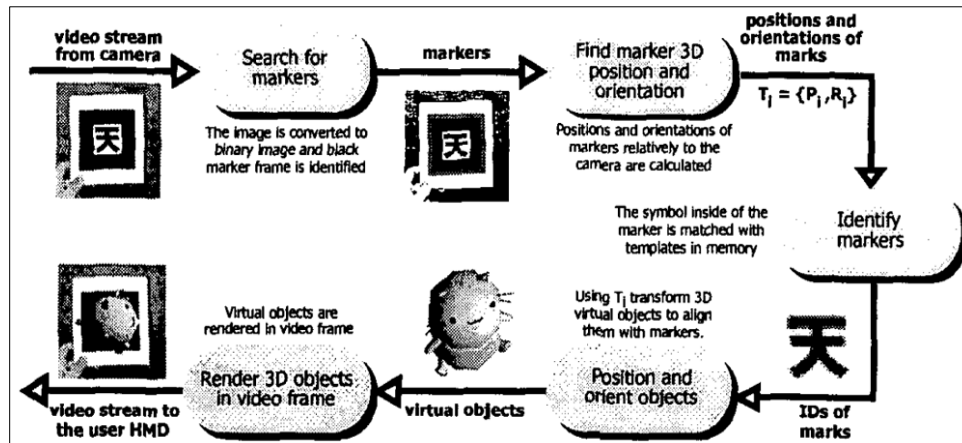 video stream
from camera
Search for
markers
The image is converted to
binary image and black
marker frame is identified
天
markers
天
Find marker 3D
position and
orientation
Positions and orientations of
markers relatively to the
camera are calculated
positions and
orientations of
marks
Tᵢ = {Pᵢ,Rᵢ}
The symbol inside of the
marker is matched with
templates in memory
Identify
markers
天
IDs of
marks
Using Tᵢ transform 3D
virtual objects to align
them with markers.
Position and
orient objects
virtual objects
Virtual objects are
rendered in video frame
Render 3D objects
in video frame
video stream to
the user HMD